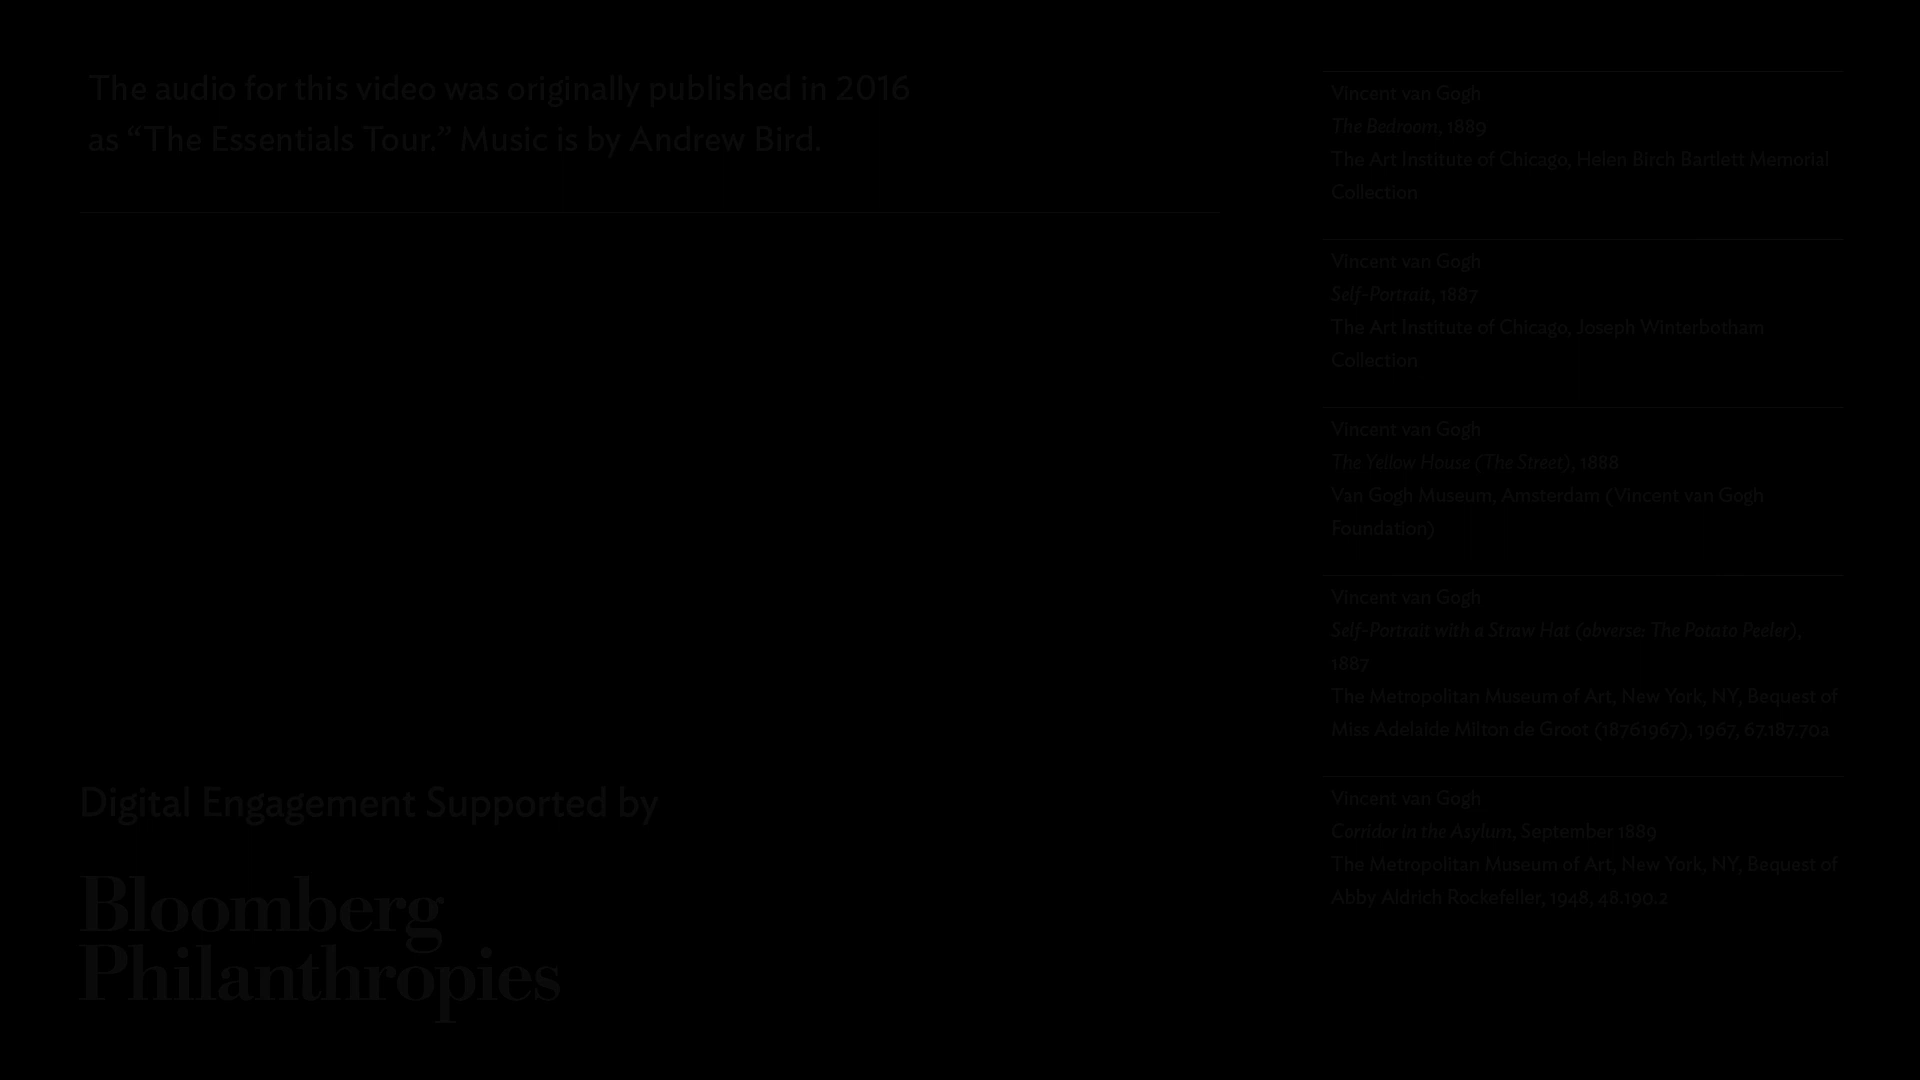 The audio for this video was originally published in 2016
as “The Essentials Tour.” Music is by Andrew Bird.
Digital Engagement Supported by
Bloomberg
Philanthropies
Vincent van Gogh
The Bedroom, 1889
The Art Institute of Chicago, Helen Birch Bartlett Memorial
Collection
Vincent van Gogh
Self-Portrait, 1887
The Art Institute of Chicago, Joseph Winterbotham
Collection
Vincent van Gogh
The Yellow House (The Street), 1888
Van Gogh Museum, Amsterdam (Vincent van Gogh
Foundation)
Vincent van Gogh
Self-Portrait with a Straw Hat (obverse: The Potato Peeler),
1887
The Metropolitan Museum of Art, New York, NY, Bequest of
Miss Adelaide Milton de Groot (18761967), 1967, 67.187.70a
Vincent van Gogh
Corridor in the Asylum, September 1889
The Metropolitan Museum of Art, New York, NY, Bequest of
Abby Aldrich Rockefeller, 1948, 48.190.2